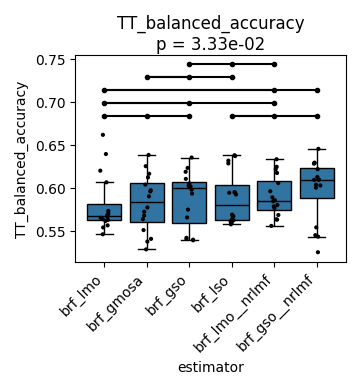 TT_balanced_accuracy
p = 3.33e-02
TT_balanced_accuracy
0.75
0.70
0.65
0.60
0.55
brf_lmo
brf_gmosa
brf_gso
brf_lso
brf_lmo__nrlmf
brf_gso__nrlmf
estimator